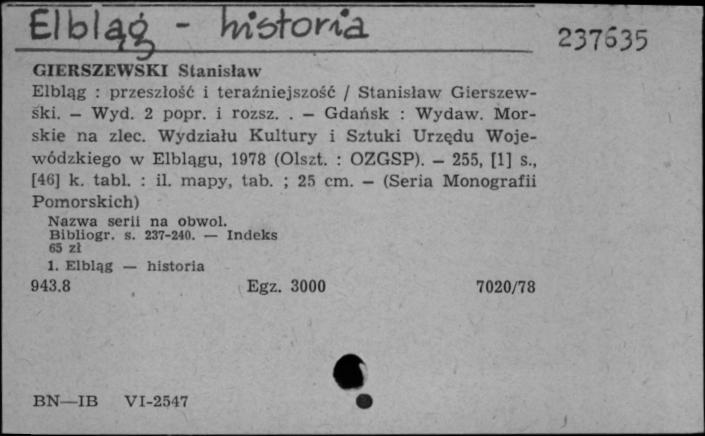 Elbląg - historia
237635
GIERSZEWSKI Stanisław
Elbląg : przeszłość i teraźniejszość / Stanisław Gierszew-
ski. — Wyd. 2 popr. i rozsz. . — Gdańsk : Wydaw. Mor-
skie na zlec. Wydziału Kultury i Sztuki Urzędu Woje-
wódzkiego w Elblągu, 1978 (Olszt. : OZGSP). — 255, [1] s.,
[46] k. tabl. : il. mapy, tab. ; 25 cm. — (Seria Monografii
Pomorskich)
Nazwa serii na obwol.
Bibliogr. s. 237-240. — Indeks
65 zł
1. Elbląg — historia
943.8 Egz. 3000 7020/78
BN—IB VI-2547